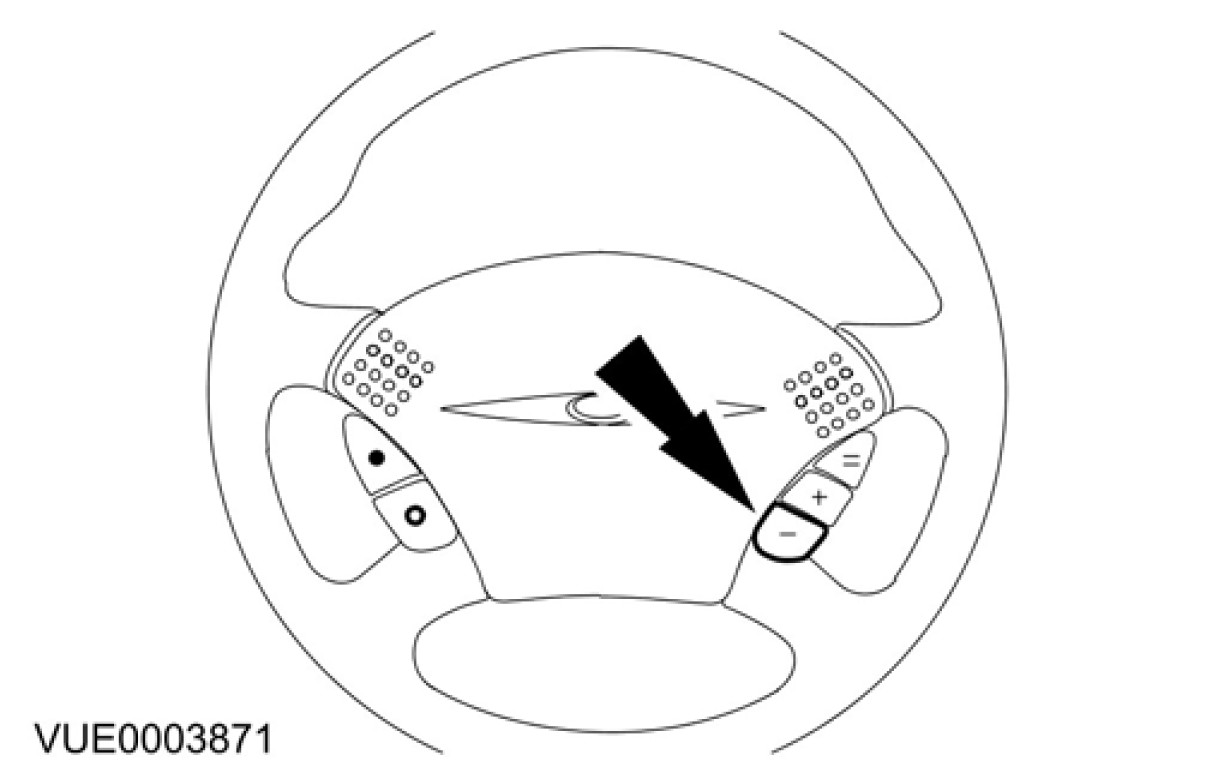 =
+
−
VUE0003871